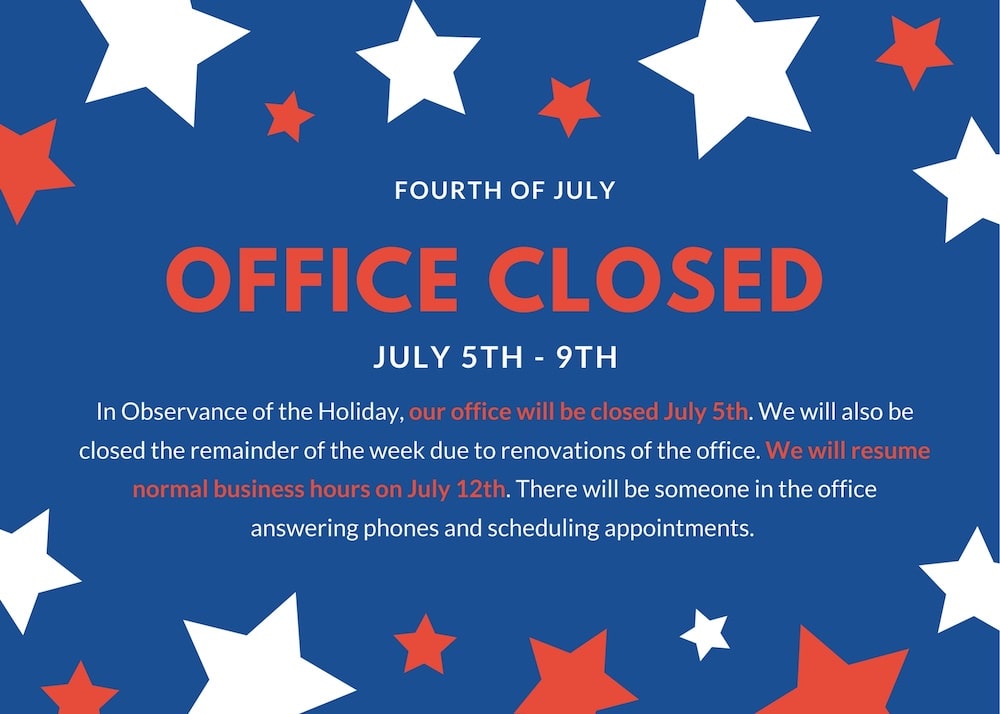 FOURTH OF JULY
OFFICE CLOSED
JULY 5TH - 9TH
In Observance of the Holiday, our office will be closed July 5th. We will also be
closed the remainder of the week due to renovations of the office. We will resume
normal business hours on July 12th. There will be someone in the office
answering phones and scheduling appointments.